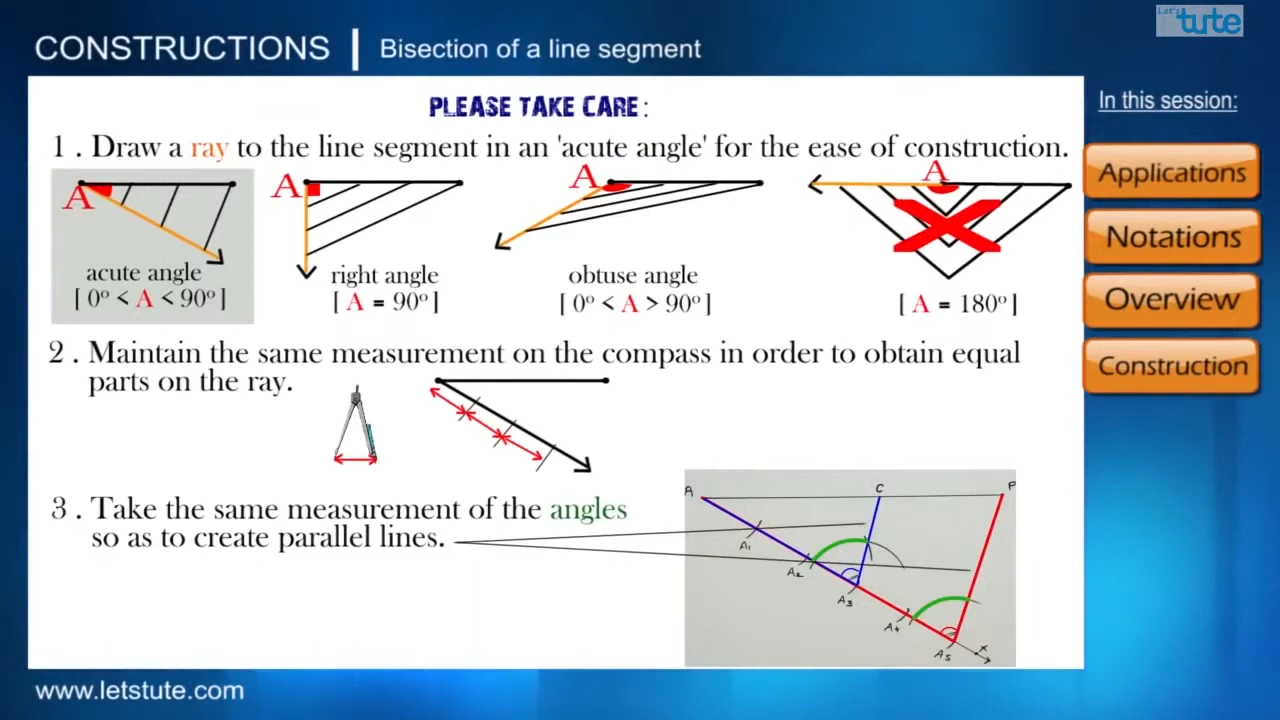 Let's
tute
CONSTRUCTIONS | Bisection of a line segment
PLEASE TAKE CARE :
In this session:
1 . Draw a ray to the line segment in an 'acute angle' for the ease of construction.
A
A
A
A
acute angle
[ 0° < A < 90° ]
right angle
[ A = 90° ]
obtuse angle
[ 0° < A > 90° ]
[ A = 180° ]
Applications
Notations
Overview
Construction
2 . Maintain the same measurement on the compass in order to obtain equal
parts on the ray.
3 . Take the same measurement of the angles
so as to create parallel lines.
A
C
P
A1
A2
A3
A4
A5
x
www.letstute.com